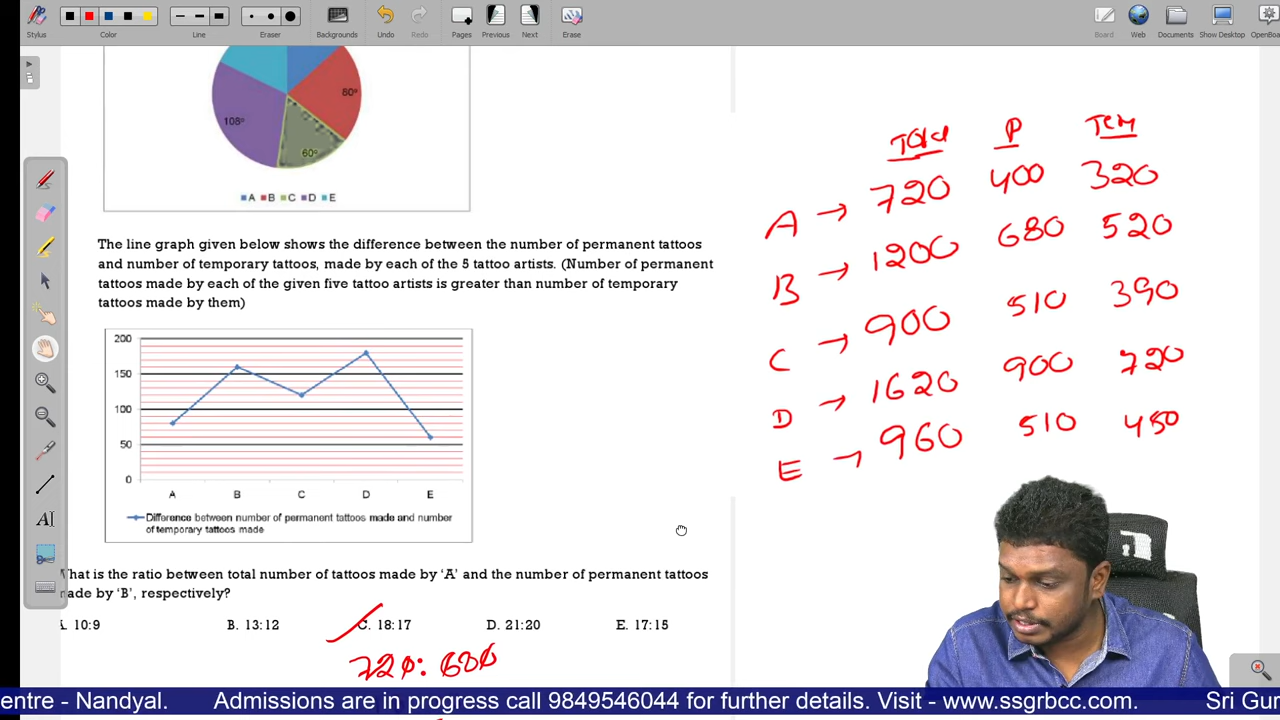 Stylus Color Line Eraser Backgrounds Undo Redo Pages Previous Next Erase Board Web Documents Show Desktop OpenBoa
108°
80°
60°
A B C D E
The line graph given below shows the difference between the number of permanent tattoos
and number of temporary tattoos, made by each of the 5 tattoo artists. (Number of permanent
tattoos made by each of the given five tattoo artists is greater than number of temporary
tattoos made by them)
200
150
100
50
0
A B C D E
Difference between number of permanent tattoos made and number
of temporary tattoos made
What is the ratio between total number of tattoos made by ‘A’ and the number of permanent tattoos
made by ‘B’, respectively?
A. 10:9 B. 13:12 C. 18:17 D. 21:20 E. 17:15
720: 680
Total P Tem
A → 720 400 320
B → 1200 680 520
C → 900 510 390
D → 1620 900 720
E → 960 510 450
centre - Nandyal. Admissions are in progress call 9849546044 for further details. Visit - www.ssgrbcc.com. Sri Gur